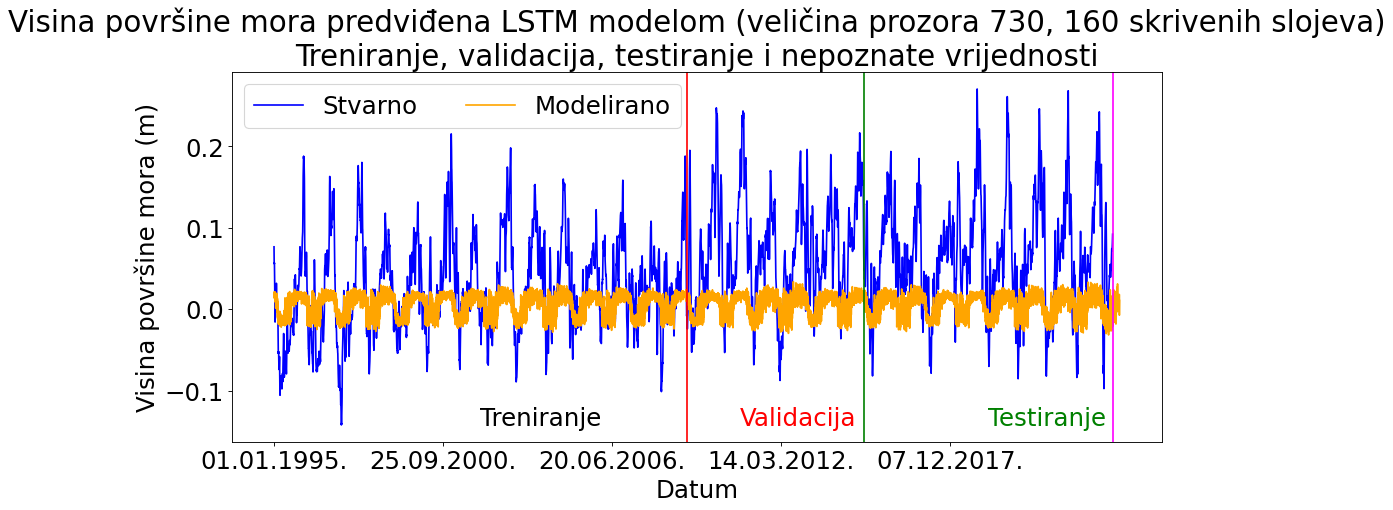 Visina površine mora predviđena LSTM modelom (veličina prozora 730, 160 skrivenih slojeva)
Treniranje, validacija, testiranje i nepoznate vrijednosti
Stvarno
Modelirano
Visina površine mora (m)
0.2
0.1
0.0
−0.1
Treniranje
Validacija
Testiranje
01.01.1995.
25.09.2000.
20.06.2006.
14.03.2012.
07.12.2017.
Datum